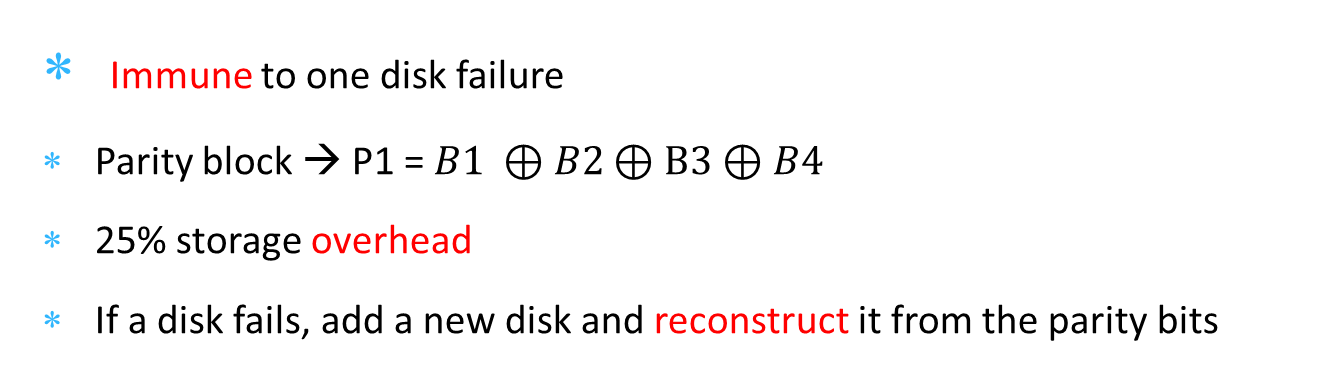 * Immune to one disk failure
* Parity block → P1 = B1 ⊕ B2 ⊕ B3 ⊕ B4
* 25% storage overhead
* If a disk fails, add a new disk and reconstruct it from the parity bits